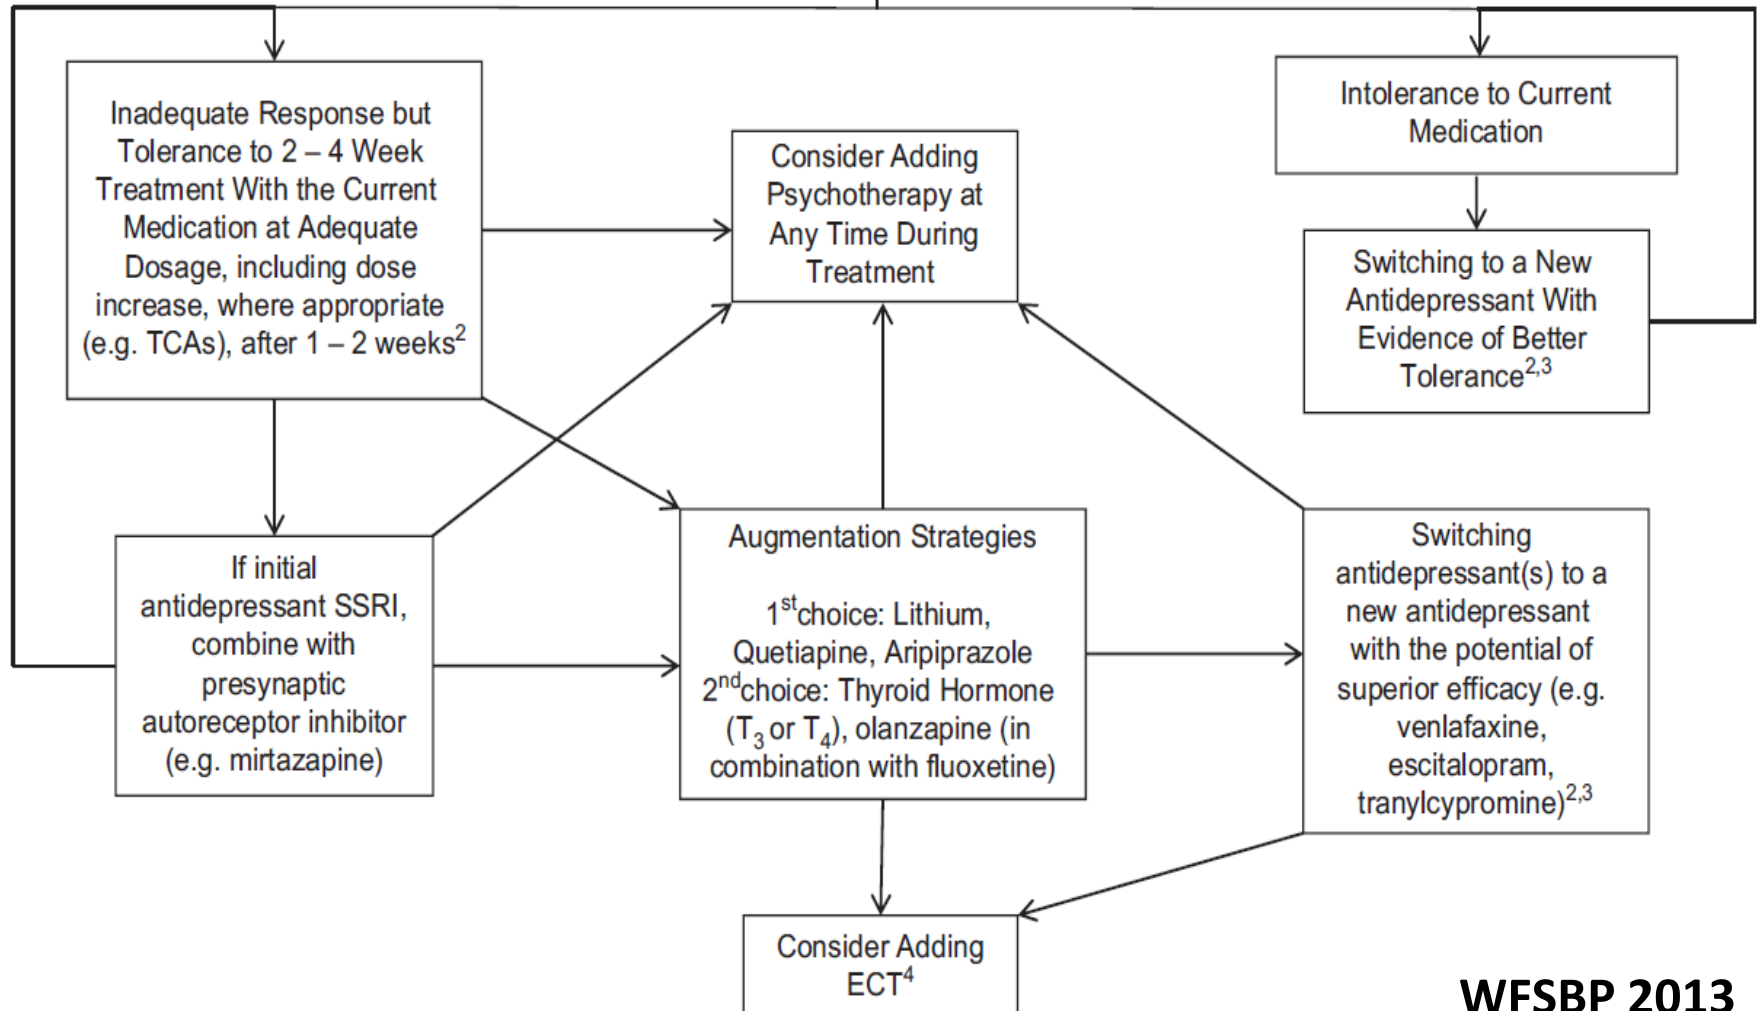 Inadequate Response but
Tolerance to 2 – 4 Week
Treatment With the Current
Medication at Adequate
Dosage, including dose
increase, where appropriate
(e.g. TCAs), after 1 – 2 weeks2
Consider Adding
Psychotherapy at
Any Time During
Treatment
Intolerance to Current
Medication
Switching to a New
Antidepressant With
Evidence of Better
Tolerance2,3
If initial
antidepressant SSRI,
combine with
presynaptic
autoreceptor inhibitor
(e.g. mirtazapine)
Augmentation Strategies
1stchoice: Lithium,
Quetiapine, Aripiprazole
2ndchoice: Thyroid Hormone
(T3 or T4), olanzapine (in
combination with fluoxetine)
Switching
antidepressant(s) to a
new antidepressant
with the potential of
superior efficacy (e.g.
venlafaxine,
escitalopram,
tranylcypromine)2,3
Consider Adding
ECT4
WFSBP 2013